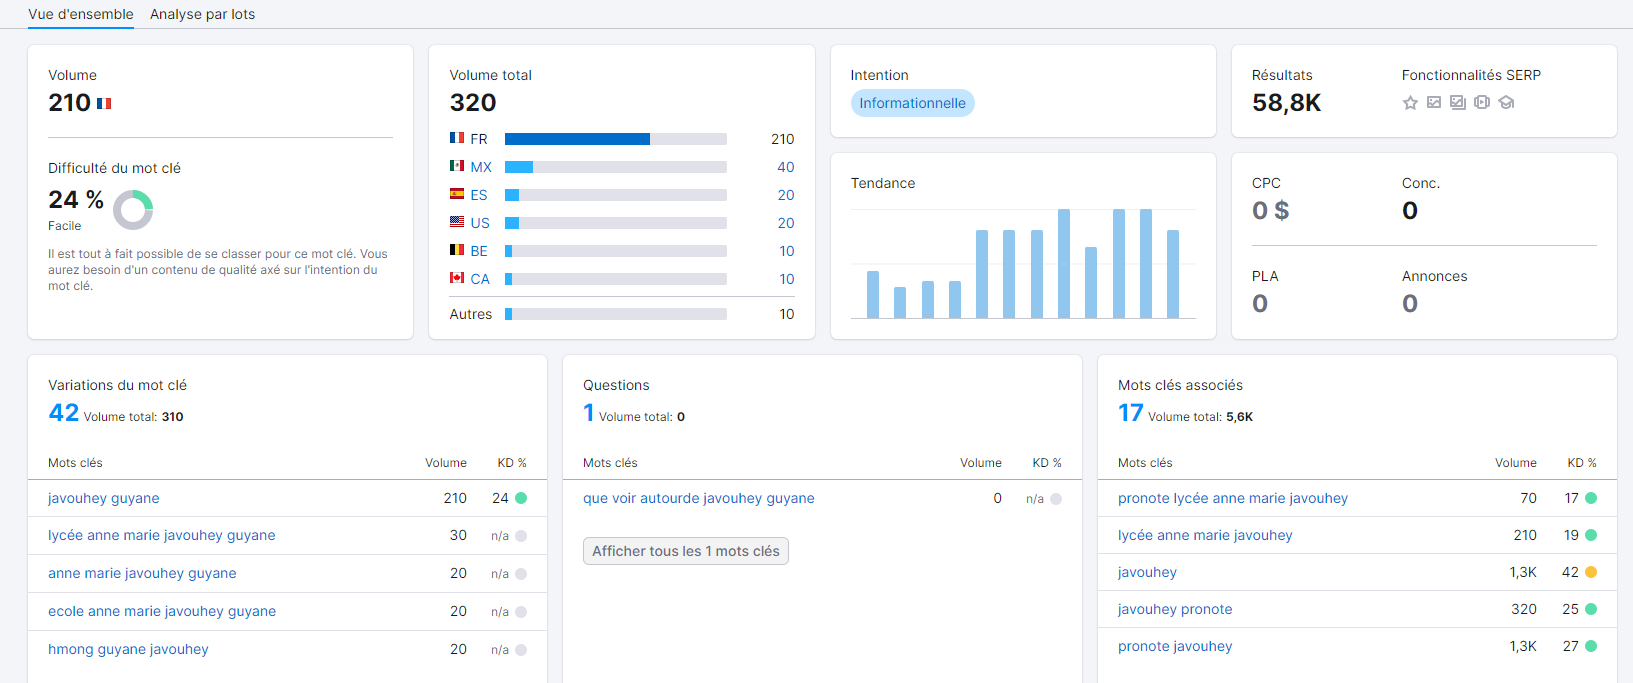 Vue d'ensemble
Analyse par lots
Volume
210
Difficulté du mot clé
24 %
Facile
Il est tout à fait possible de se classer pour ce mot clé. Vous
aurez besoin d'un contenu de qualité axé sur l'intention du
mot clé.
Volume total
320
FR 210
MX 40
ES 20
US 20
BE 10
CA 10
Autres 10
Intention
Informationnelle
Tendance
Résultats
58,8K
Fonctionnalités SERP
CPC
0 $
Conc.
0
PLA
0
Annonces
0
Variations du mot clé
42 Volume total: 310
Mots clés Volume KD %
javouhey guyane 210 24
lycée anne marie javouhey guyane 30 n/a
anne marie javouhey guyane 20 n/a
ecole anne marie javouhey guyane 20 n/a
hmong guyane javouhey 20 n/a
Questions
1 Volume total: 0
Mots clés Volume KD %
que voir autourde javouhey guyane 0 n/a
Afficher tous les 1 mots clés
Mots clés associés
17 Volume total: 5,6K
Mots clés Volume KD %
pronote lycée anne marie javouhey 70 17
lycée anne marie javouhey 210 19
javouhey 1,3K 42
javouhey pronote 320 25
pronote javouhey 1,3K 27